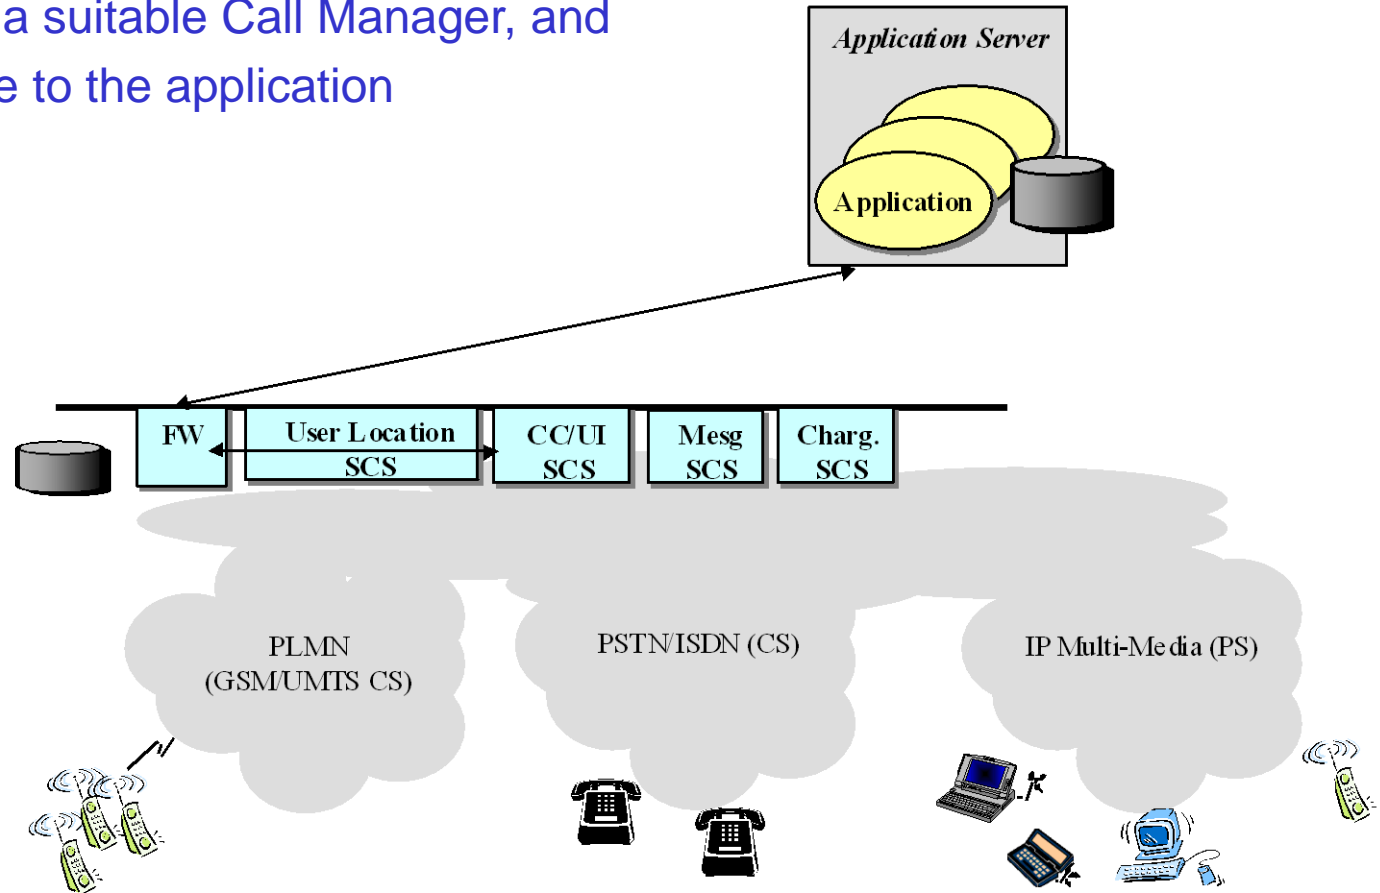 a suitable Call Manager, and
e to the application
Application Server
Application
FW
User Location
SCS
CC/UI
SCS
Mesg
SCS
Charg.
SCS
PLMN
(GSM/UMTS CS)
PSTN/ISDN (CS)
IP Multi-Media (PS)